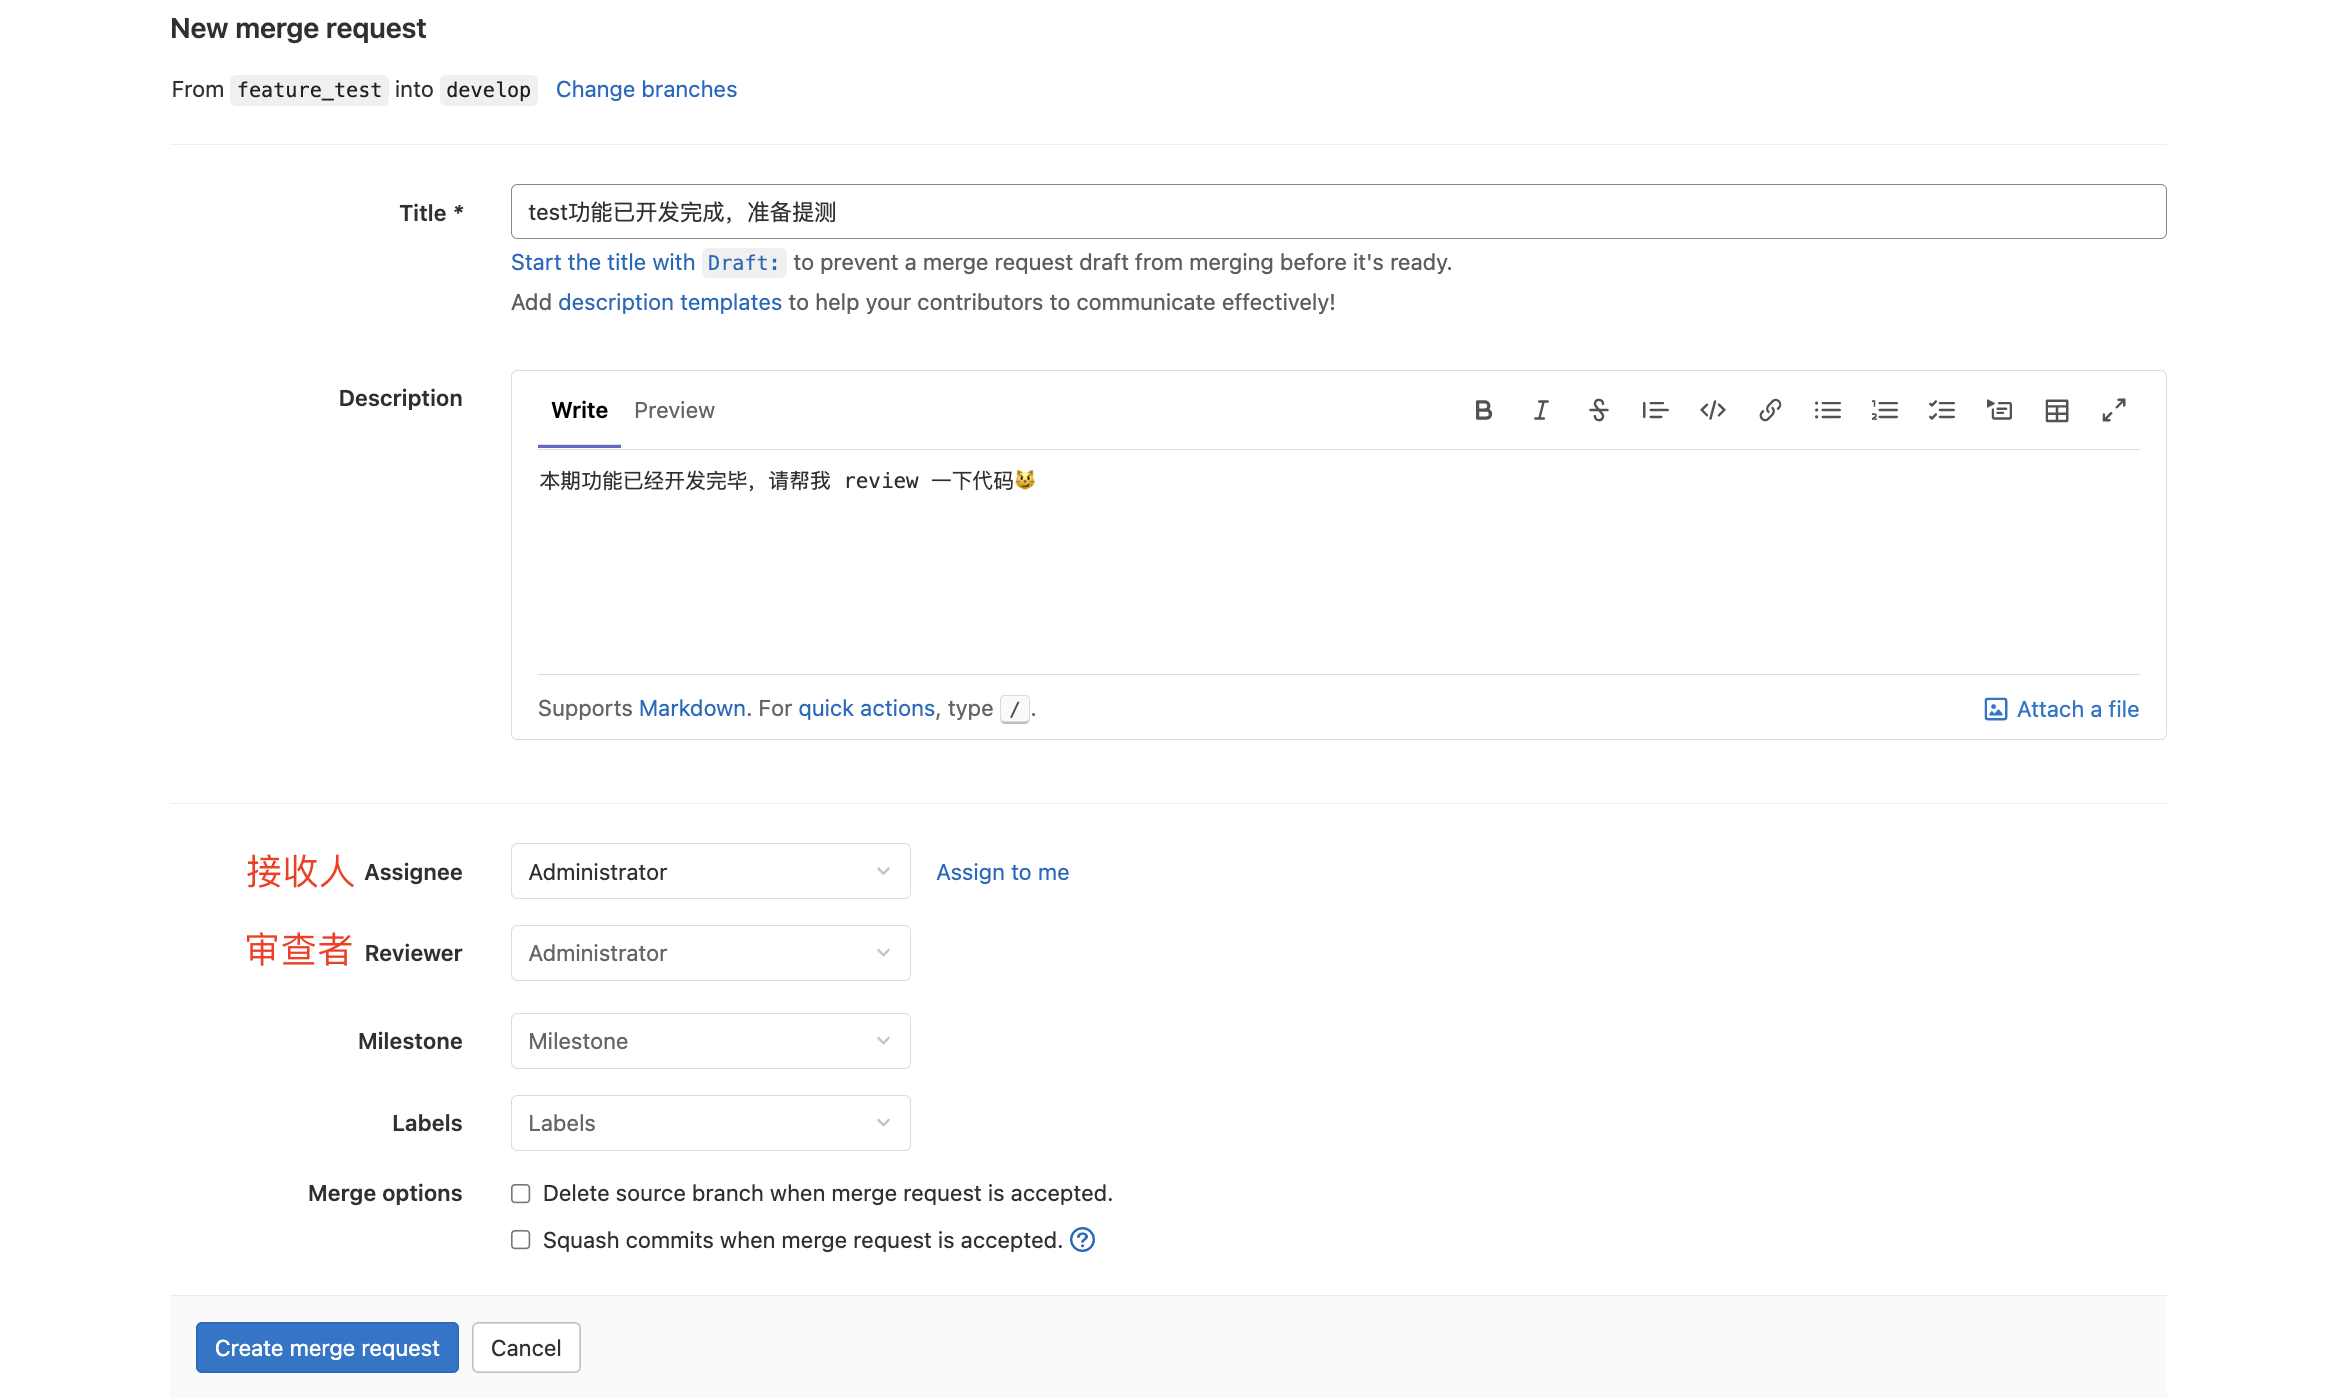 New merge request
From feature_test into develop Change branches
Title *
test功能已开发完成，准备提测
Start the title with Draft: to prevent a merge request draft from merging before it's ready.
Add description templates to help your contributors to communicate effectively!
Description
Write Preview
本期功能已经开发完毕，请帮我 review 一下代码😼
Supports Markdown. For quick actions, type /.
Attach a file
接收人 Assignee Administrator Assign to me
审查者 Reviewer Administrator
Milestone Milestone
Labels Labels
Merge options Delete source branch when merge request is accepted.
Squash commits when merge request is accepted.
Create merge request Cancel